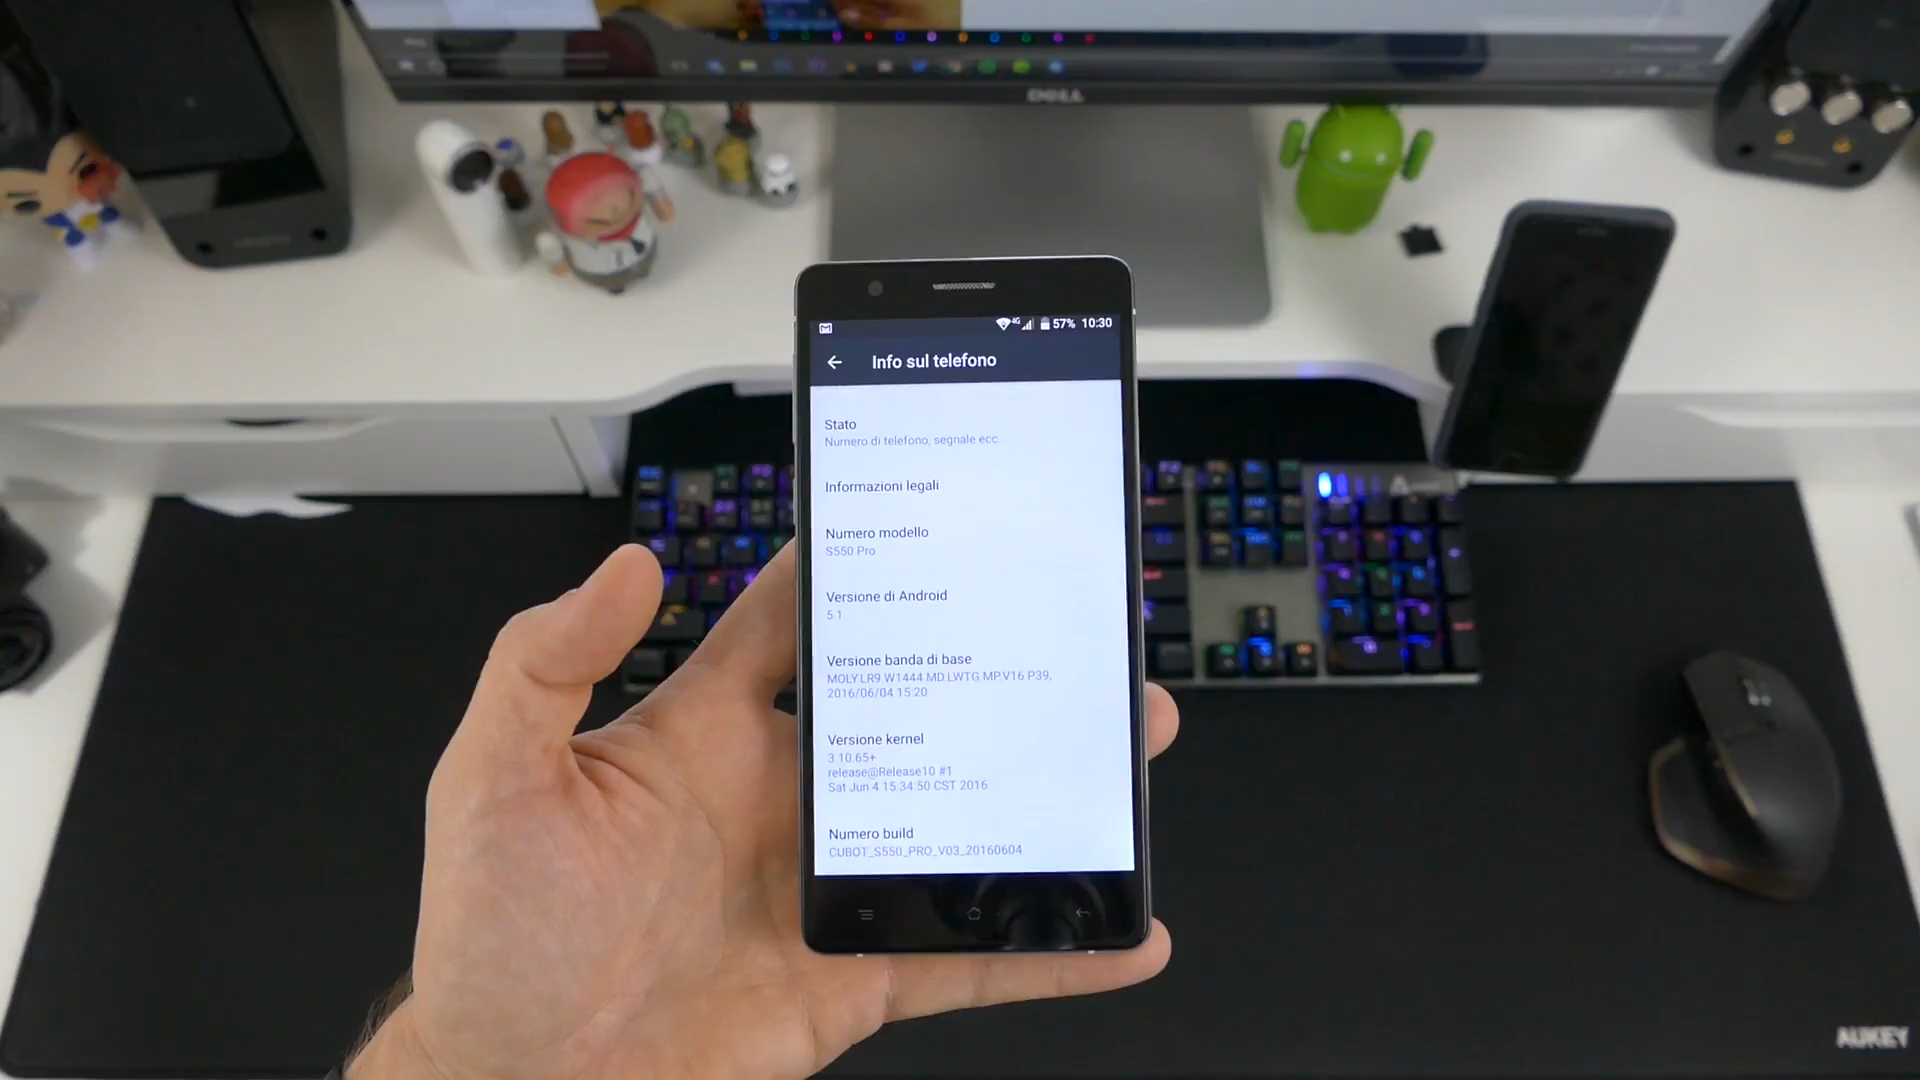 DELL
4G
57% 10:30
Info sul telefono
Stato
Numero di telefono, segnale ecc.
Informazioni legali
Numero modello
S550 Pro
Versione di Android
5.1
Versione banda di base
MOLY.LR9.W1444.MD.LWTG.MP.V16.P39,
2016/06/04 15:20
Versione kernel
3.10.65+
release@Release10 #1
Sat Jun 4 15:34:50 CST 2016
Numero build
CUBOT_S550_PRO_V03_20160604
AUKEY